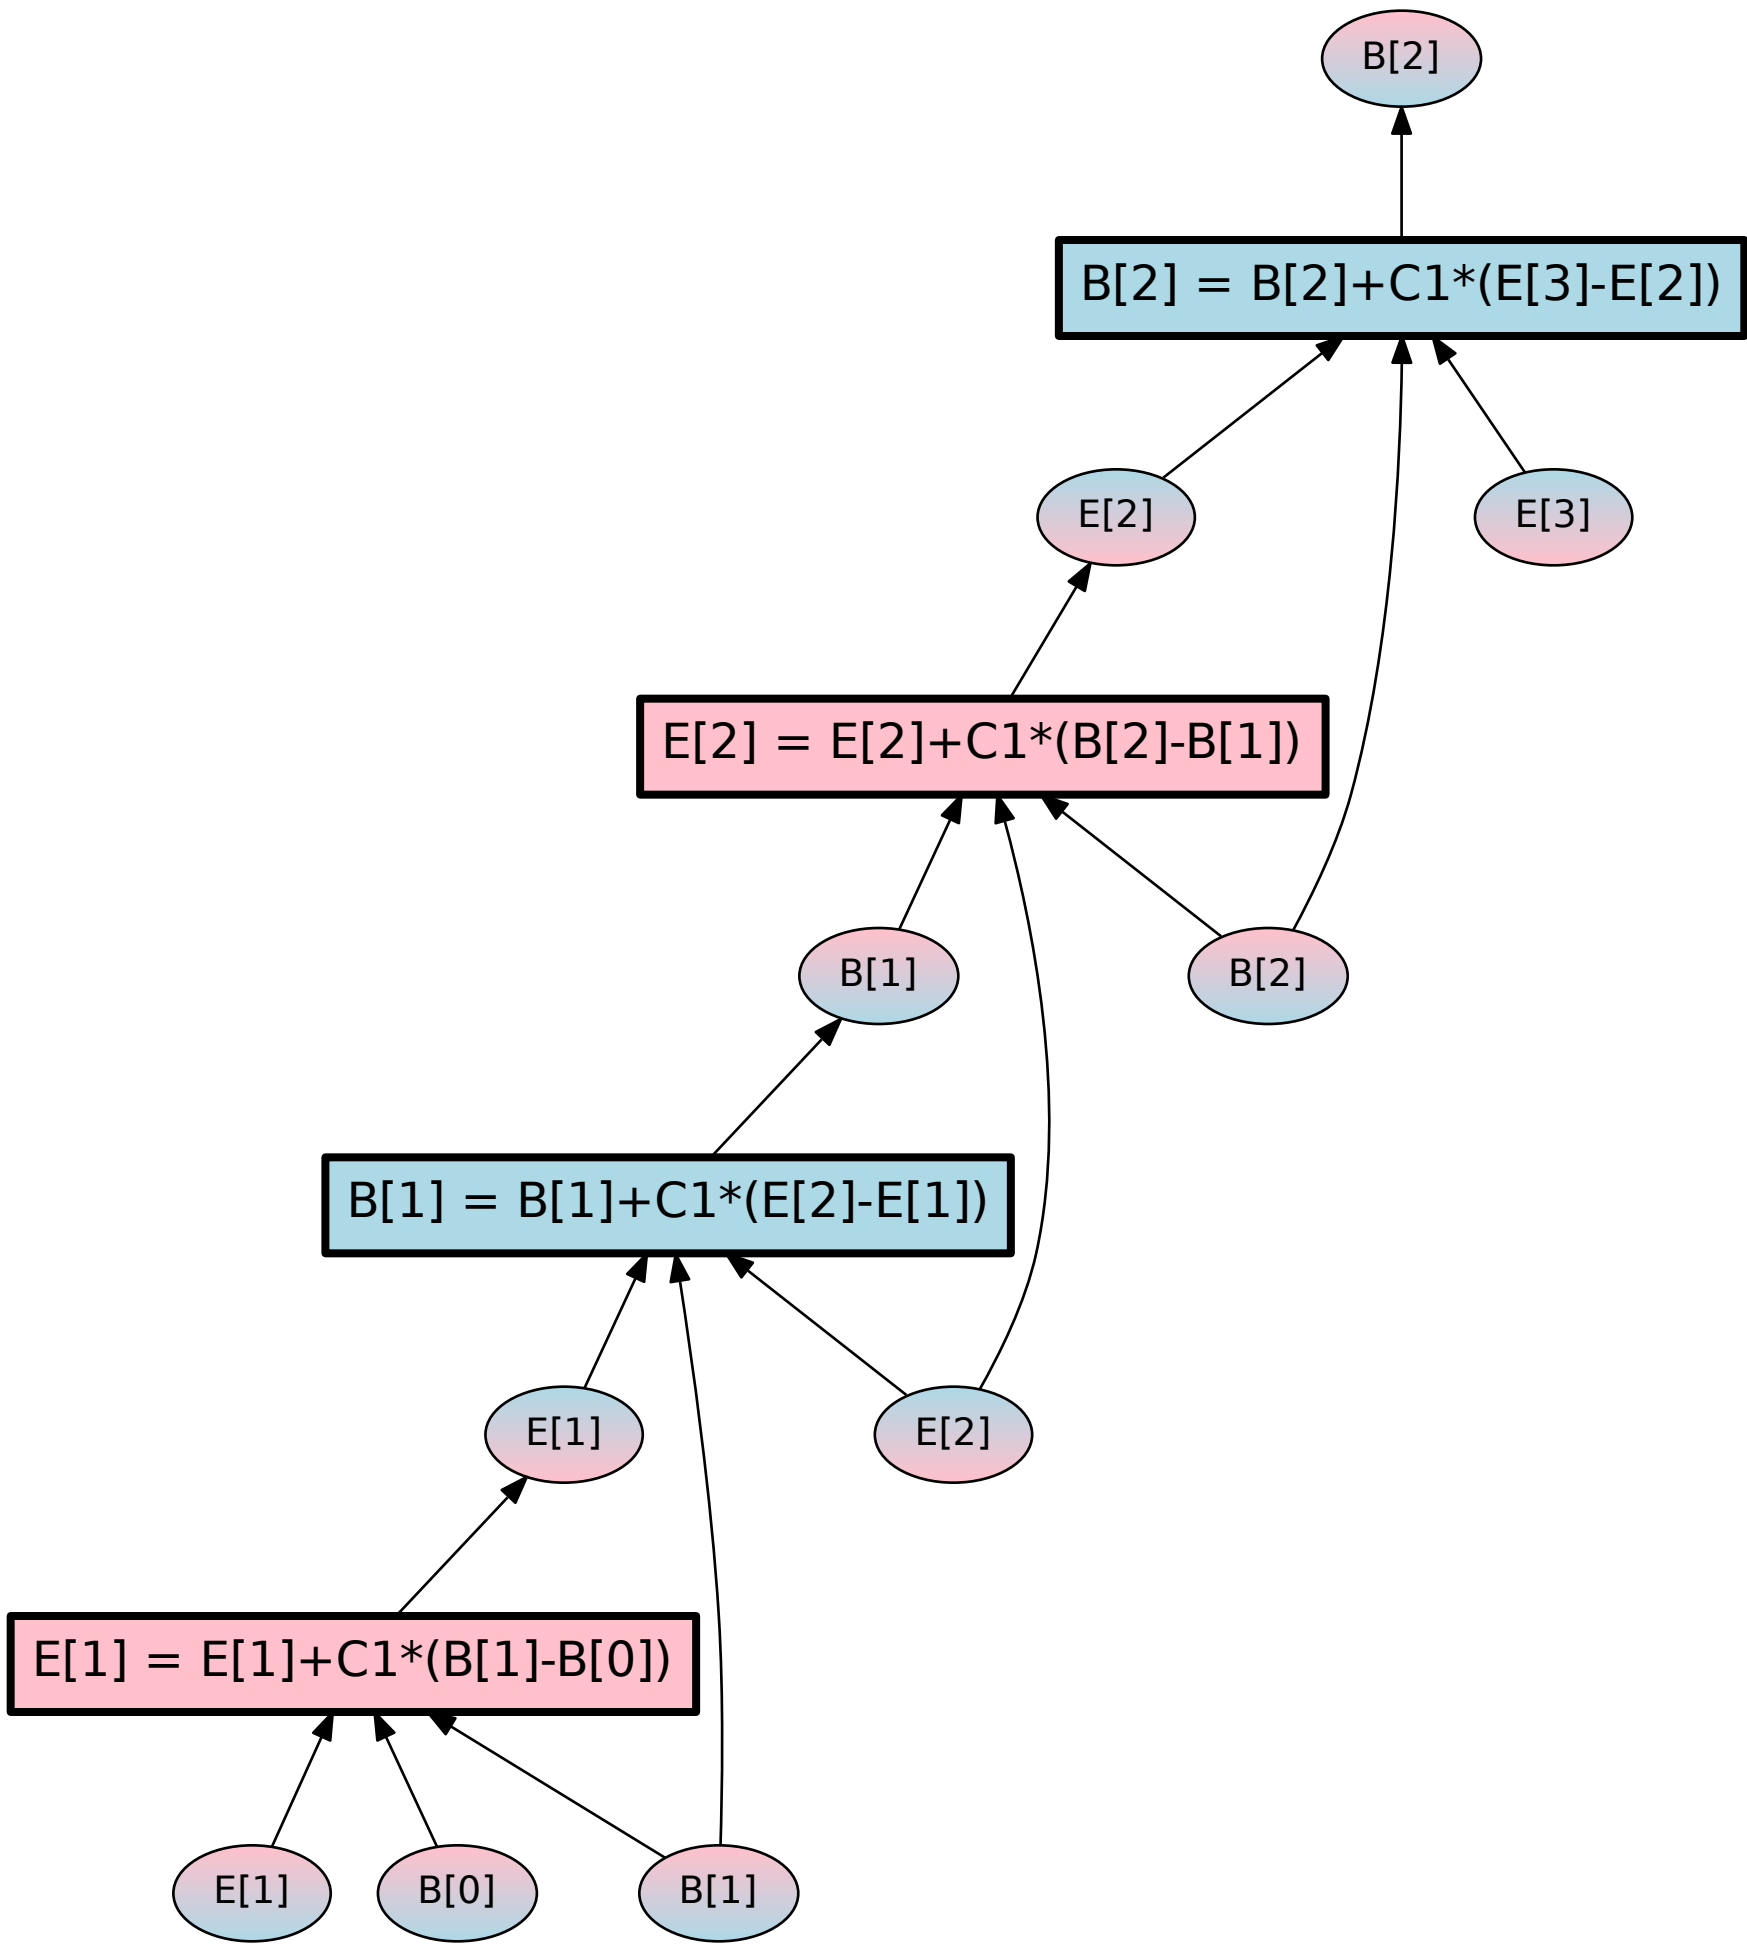 B[2]
B[2] = B[2]+C1*(E[3]-E[2])
E[2]
E[3]
E[2] = E[2]+C1*(B[2]-B[1])
B[1]
B[2]
B[1] = B[1]+C1*(E[2]-E[1])
E[1]
E[2]
E[1] = E[1]+C1*(B[1]-B[0])
E[1]
B[0]
B[1]